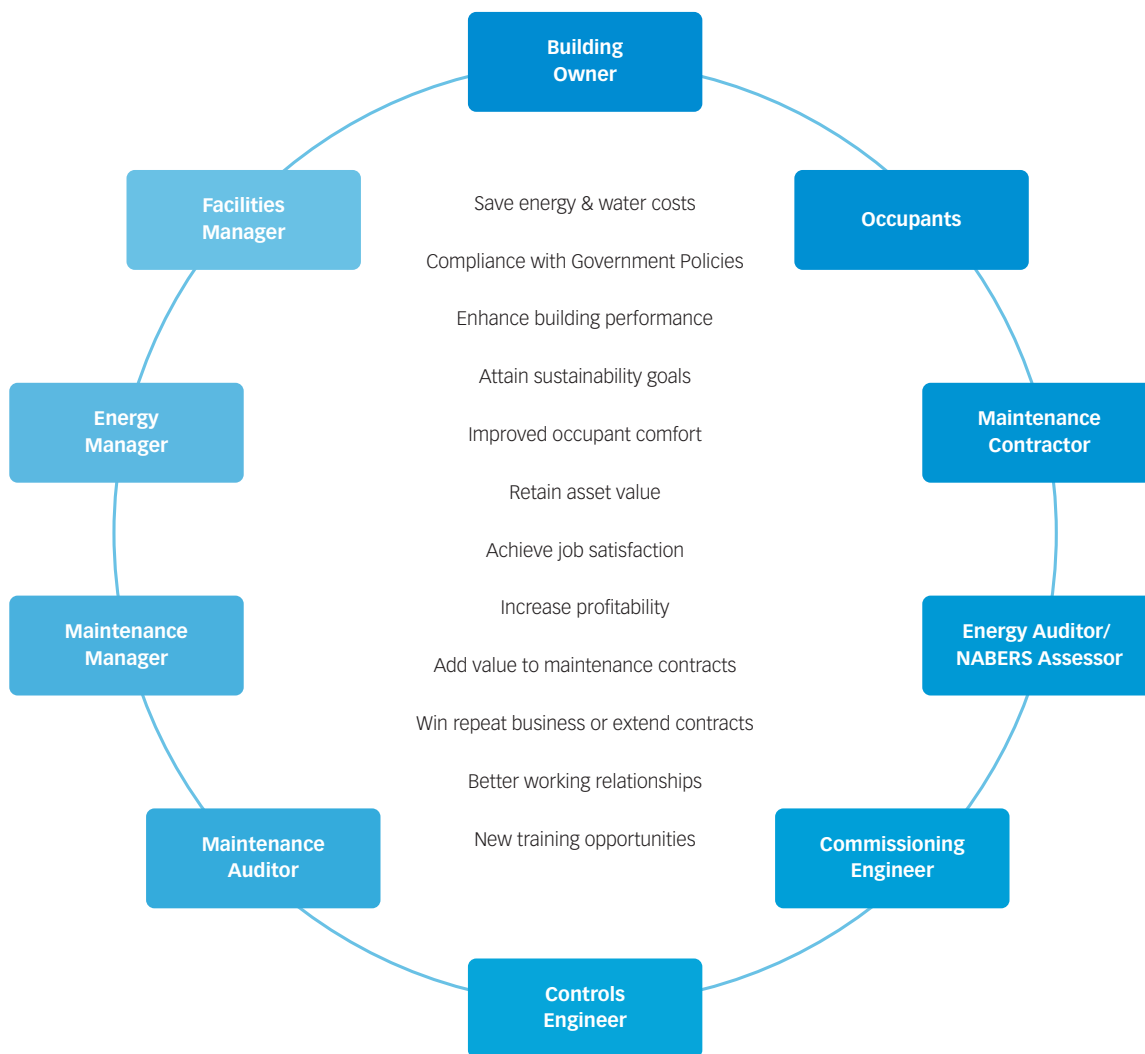 Building
Owner
Occupants
Maintenance
Contractor
Energy Auditor/
NABERS Assessor
Commissioning
Engineer
Controls
Engineer
Maintenance
Auditor
Maintenance
Manager
Energy
Manager
Facilities
Manager
Save energy & water costs
Compliance with Government Policies
Enhance building performance
Attain sustainability goals
Improved occupant comfort
Retain asset value
Achieve job satisfaction
Increase profitability
Add value to maintenance contracts
Win repeat business or extend contracts
Better working relationships
New training opportunities